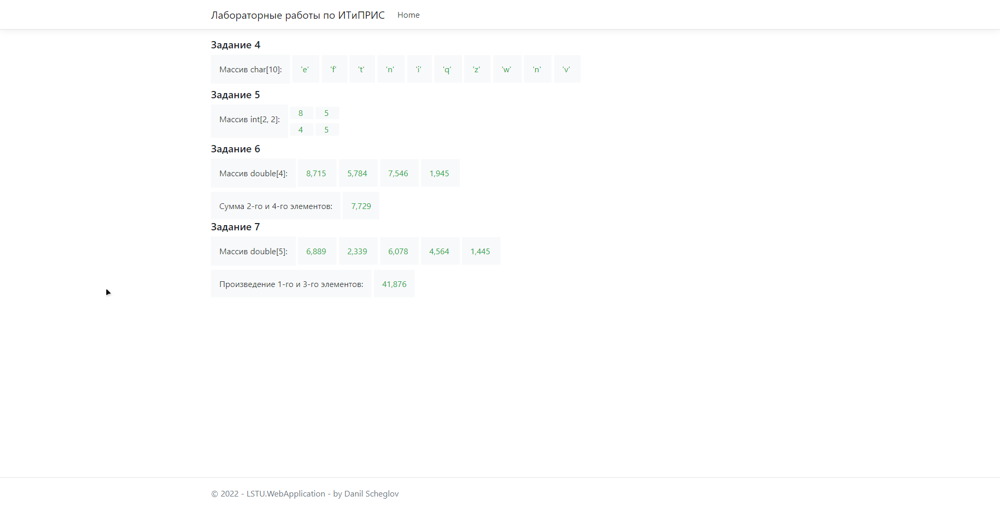 Лабораторные работы по ИТиПРИС Home
Задание 4
Массив char[10]: 'e' 'f' 't' 'n' 'i' 'q' 'z' 'w' 'n' 'v'
Задание 5
Массив int[2, 2]: 8 5
4 5
Задание 6
Массив double[4]: 8,715 5,784 7,546 1,945
Сумма 2-го и 4-го элементов: 7,729
Задание 7
Массив double[5]: 6,889 2,339 6,078 4,564 1,445
Произведение 1-го и 3-го элементов: 41,876
© 2022 - LSTU.WebApplication - by Danil Scheglov